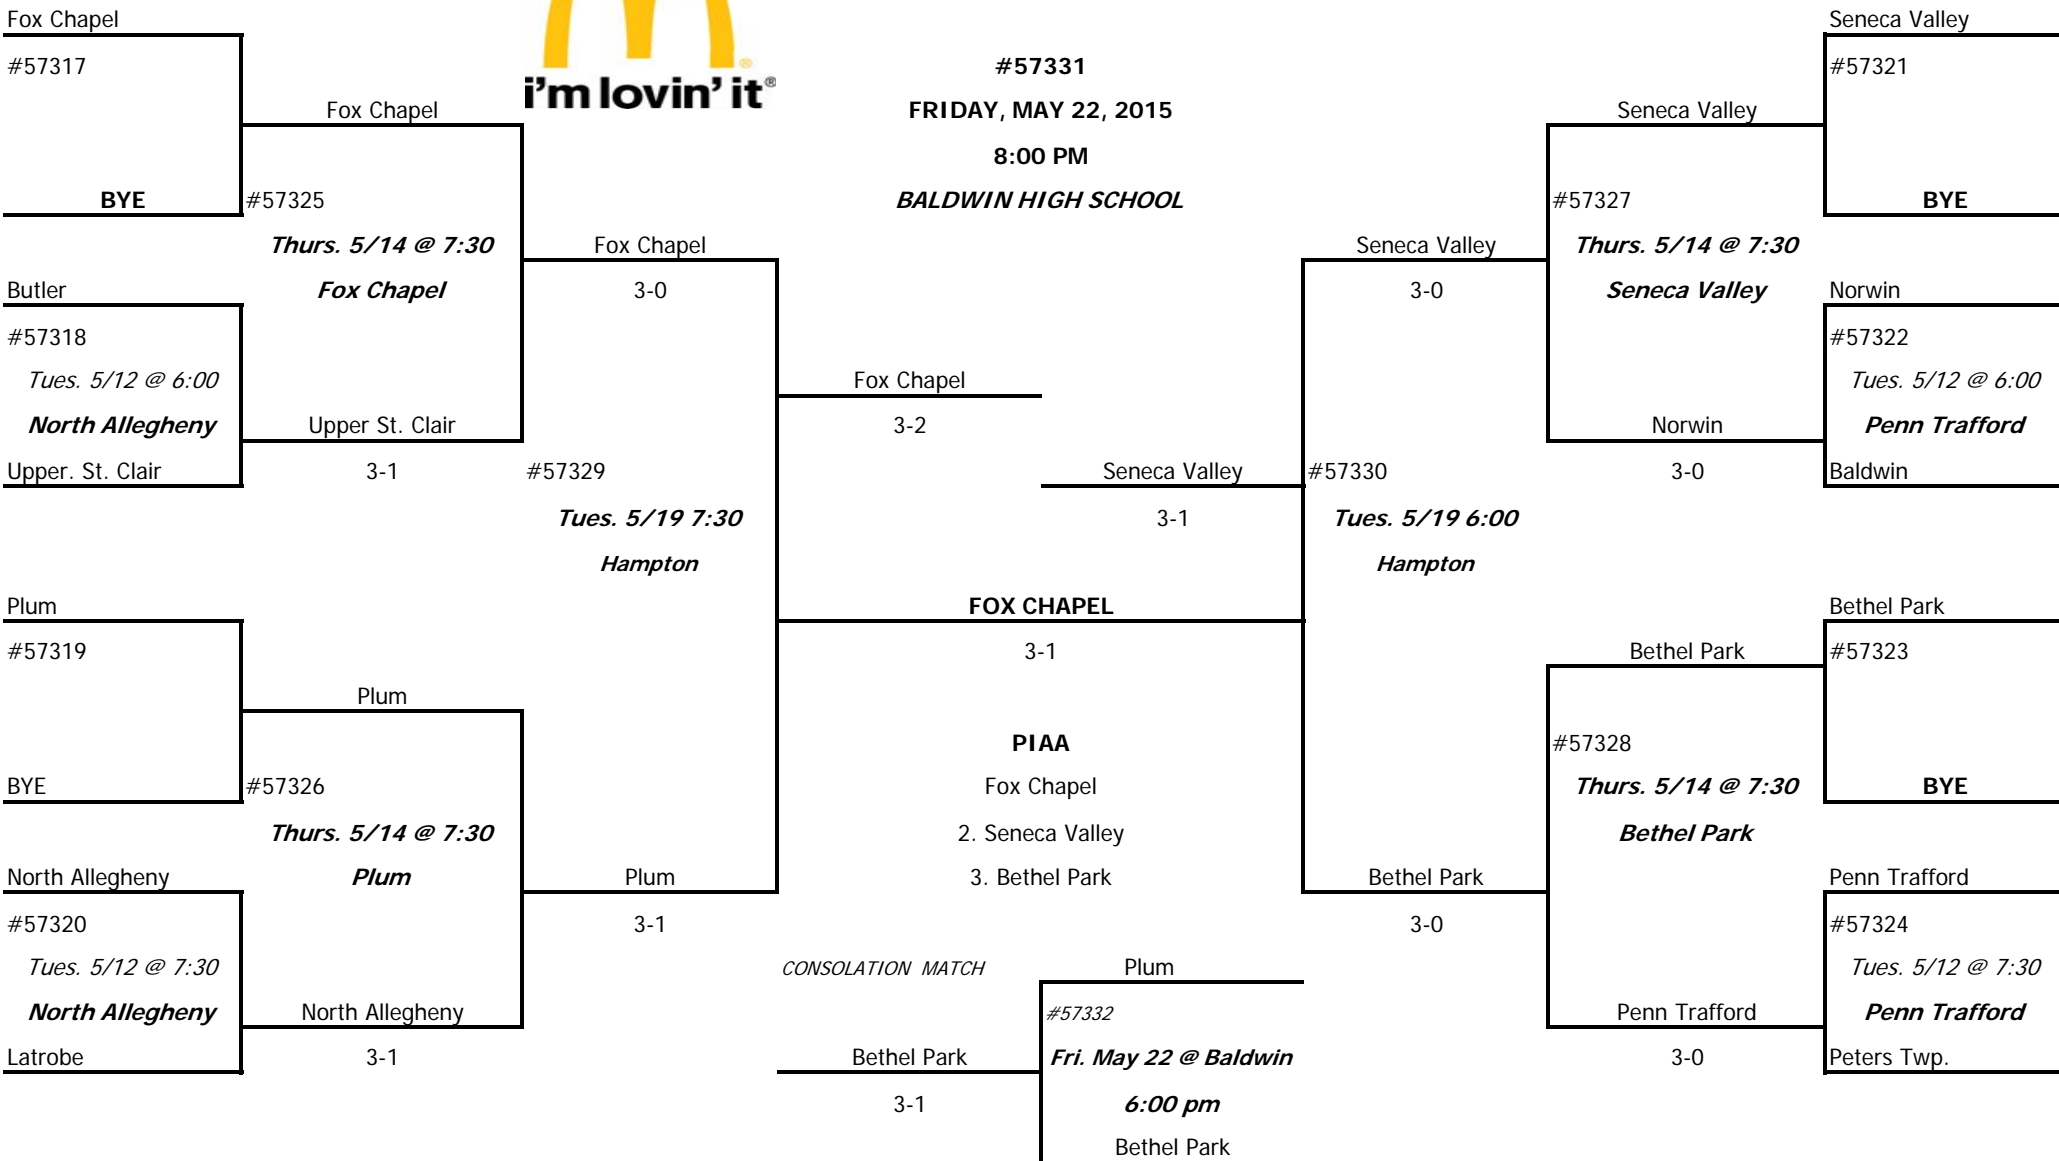 Fox Chapel
#57317
BYE
Butler
#57318
Tues. 5/12 @ 6:00
North Allegheny
Upper. St. Clair
Plum
#57319
BYE
North Allegheny
#57320
Tues. 5/12 @ 7:30
North Allegheny
Latrobe
Fox Chapel
#57325
Thurs. 5/14 @ 7:30
Fox Chapel
Upper St. Clair
3-1
Plum
#57326
Thurs. 5/14 @ 7:30
Plum
North Allegheny
3-1
i'm lovin' it®
Fox Chapel
3-0
#57329
Tues. 5/19 7:30
Hampton
Plum
3-1
#57331
FRIDAY, MAY 22, 2015
8:00 PM
BALDWIN HIGH SCHOOL
Fox Chapel
3-2
Seneca Valley
3-1
FOX CHAPEL
3-1
PIAA
Fox Chapel
2. Seneca Valley
3. Bethel Park
CONSOLATION MATCH
Plum
#57332
Bethel Park
Fri. May 22 @ Baldwin
3-1
6:00 pm
Bethel Park
Seneca Valley
3-0
#57330
Tues. 5/19 6:00
Hampton
Bethel Park
3-0
Seneca Valley
#57327
Thurs. 5/14 @ 7:30
Seneca Valley
Norwin
3-0
Bethel Park
#57328
Thurs. 5/14 @ 7:30
Bethel Park
Penn Trafford
3-0
Seneca Valley
#57321
BYE
Norwin
#57322
Tues. 5/12 @ 6:00
Penn Trafford
Baldwin
Bethel Park
#57323
BYE
Penn Trafford
#57324
Tues. 5/12 @ 7:30
Penn Trafford
Peters Twp.